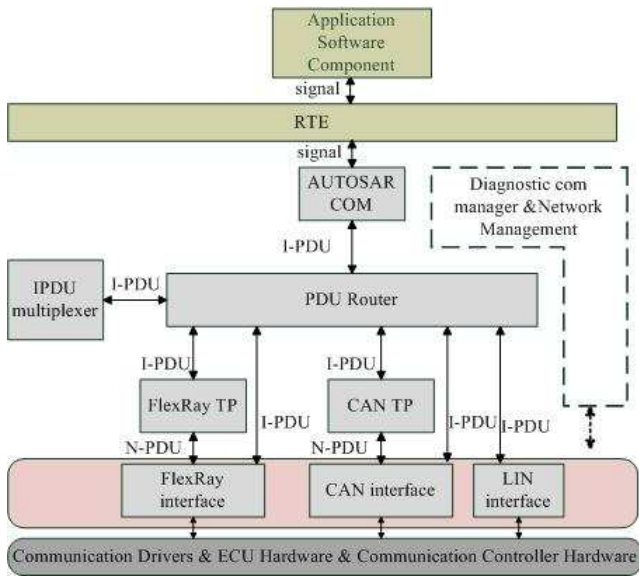 Application
Software
Component
signal
RTE
signal
AUTOSAR
COM
Diagnostic com
manager &Network
Management
I-PDU
IPDU
multiplexer
I-PDU
PDU Router
I-PDU
I-PDU
FlexRay TP
CAN TP
I-PDU
I-PDU
I-PDU
N-PDU
N-PDU
FlexRay
interface
CAN interface
LIN
interface
Communication Drivers & ECU Hardware & Communication Controller Hardware